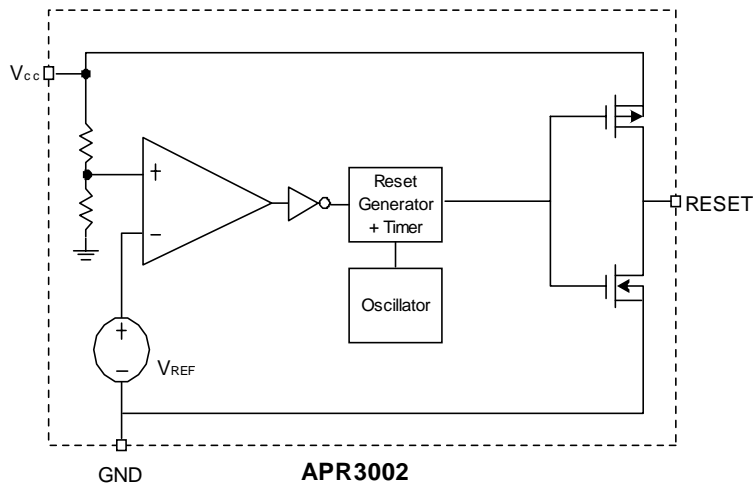 Vcc
+
−
Reset
Generator
+ Timer
RESET
Oscillator
+
−
VREF
GND
APR3002